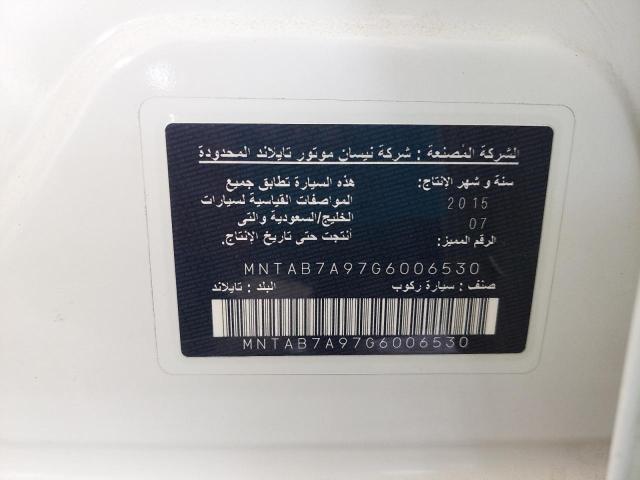 الشركة المصنعة : شركة نيسان موتور تايلاند المحدودة
سنة و شهر الإنتاج:
2015
07
الرقم المميز:
هذه السيارة تطابق جميع
المواصفات القياسية لسيارات
الخليج/السعودية والتى
أنتجت حتى تاريخ الإنتاج.
MNTAB7A97G6006530
صنف : سيارة ركوب
البلد : تايلاند
MNTAB7A97G6006530